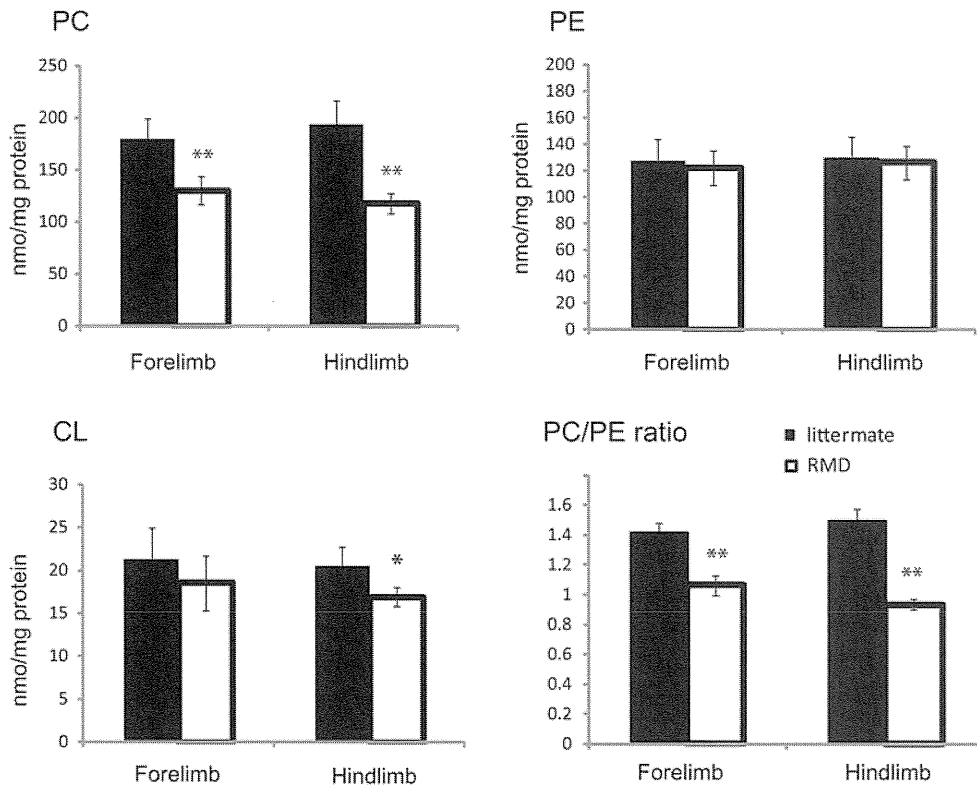 PC
250
200
150
100
50
0
nmo/mg protein
**
**
Forelimb
Hindlimb
PE
200
180
160
140
120
100
80
60
40
20
0
nmo/mg protein
Forelimb
Hindlimb
CL
30
25
20
15
10
5
0
nmo/mg protein
*
Forelimb
Hindlimb
PC/PE ratio
littermate
RMD
1.6
1.4
1.2
1
0.8
0.6
0.4
0.2
0
**
**
Forelimb
Hindlimb